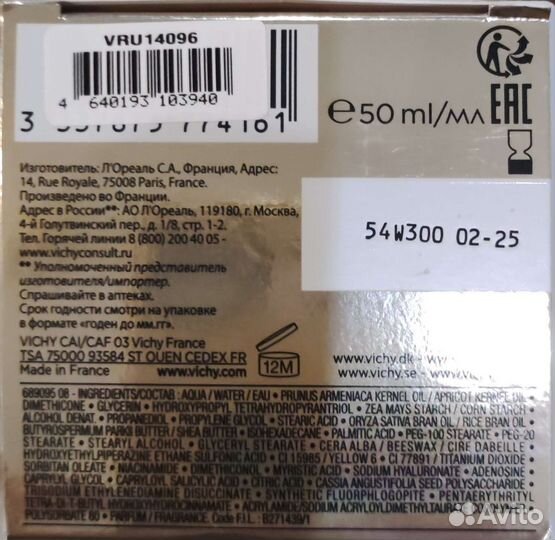 VRU14096
4 640193 103940
3 337875 774161
℮50 ml/мл EAC
Изготовитель: Л'Ореаль С.А., Франция, Адрес:
14, Rue Royale, 75008 Paris, France.
Произведено во Франции.
Адрес в России**: АО Л'Ореаль, 119180, г. Москва,
4-й Голутвинский пер., д. 1/8, стр. 1-2.
Тел. Горячей линии 8 (800) 200 40 05 -
www.vichyconsult.ru
** Уполномоченный представитель
изготовителя/импортер.
Спрашивайте в аптеках.
Срок годности смотри на упаковке
в формате «годен до мм.гг».
54W300 02-25
VICHY CAI/CAF 03 Vichy France
TSA 75000 93584 ST OUEN CEDEX FR
Made in France www.vichy.com
12M
www.vichy.dk
www.vichy.se -
689095 08 - INGREDIENTS/СОСТАВ: AQUA / WATER / EAU • PRUNUS ARMENIACA KERNEL OIL / APRICOT KERNEL OIL
DIMETHICONE • GLYCERIN • HYDROXYPROPYL TETRAHYDROPYRANTRIOL • ZEA MAYS STARCH / CORN STARCH
ALCOHOL DENAT. • PROPANEDIOL • PROPYLENE GLYCOL • STEARIC ACID • ORYZA SATIVA BRAN OIL / RICE BRAN OIL
BUTYROSPERMUM PARKII BUTTER / SHEA BUTTER • ISOHEXADECANE • PALMITIC ACID • PEG-100 STEARATE • PEG-20
STEARATE • STEARYL ALCOHOL • GLYCERYL STEARATE • CERA ALBA / BEESWAX / CIRE D'ABEILLE •
HYDROXYETHYLPIPERAZINE ETHANE SULFONIC ACID • CI 15985 / YELLOW 6 • CI 77891 / TITANIUM DIOXIDE
SORBITAN OLEATE • NIACINAMIDE • DIMETHICONOL • MYRISTIC ACID • SODIUM HYALURONATE • ADENOSINE
CAPRYLYL GLYCOL • CAPRYLOYL SALICYLIC ACID • CITRIC ACID • CASSIA ANGUSTIFOLIA SEED POLYSACCHARIDE
TRISODIUM ETHYLENEDIAMINE DISUCCINATE • SYNTHETIC FLUORPHLOGOPITE • PENTAERYTHRITYL
TETRA-DI-T-BUTYL HYDROXYHYDROCINNAMATE • ACRYLAMIDE/SODIUM ACRYLOYLDIMETHYLTAURATE COPOLYMER
POLYSORBATE 80 • PARFUM / FRAGRANCE. Code F.I.L. B271439/1
Avito